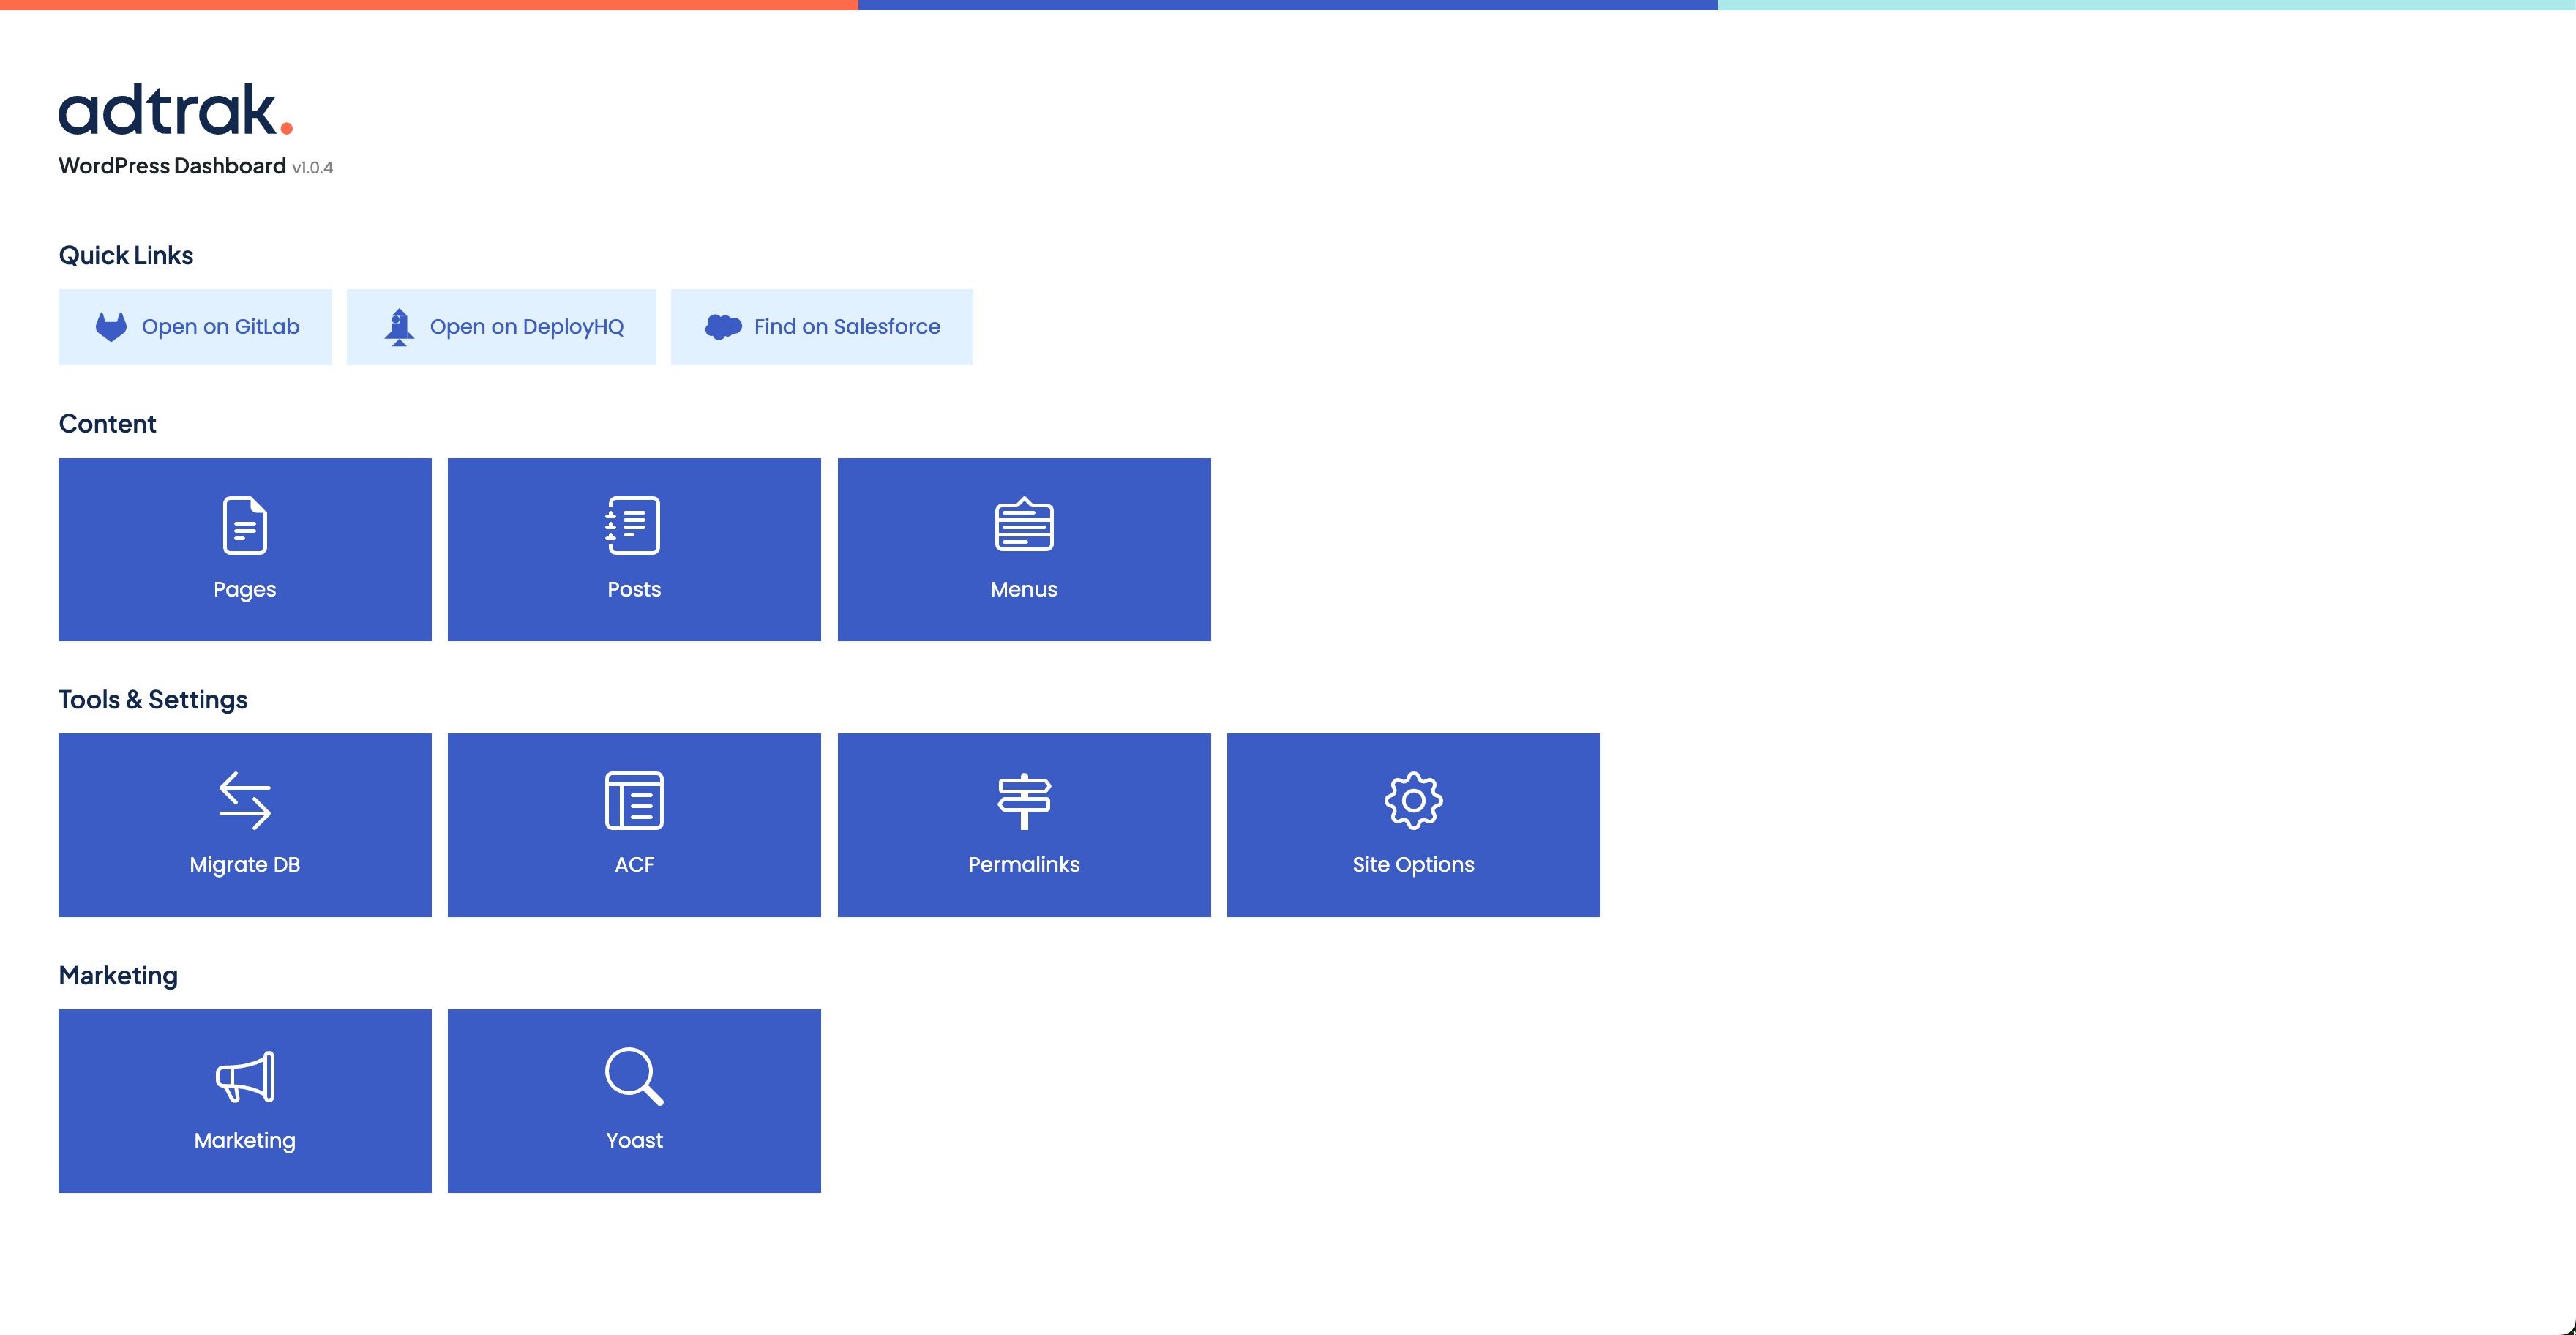 adtrak.
WordPress Dashboard v1.0.4
Quick Links
Open on GitLab
Open on DeployHQ
Find on Salesforce
Content
Pages
Posts
Menus
Tools & Settings
Migrate DB
ACF
Permalinks
Site Options
Marketing
Marketing
Yoast